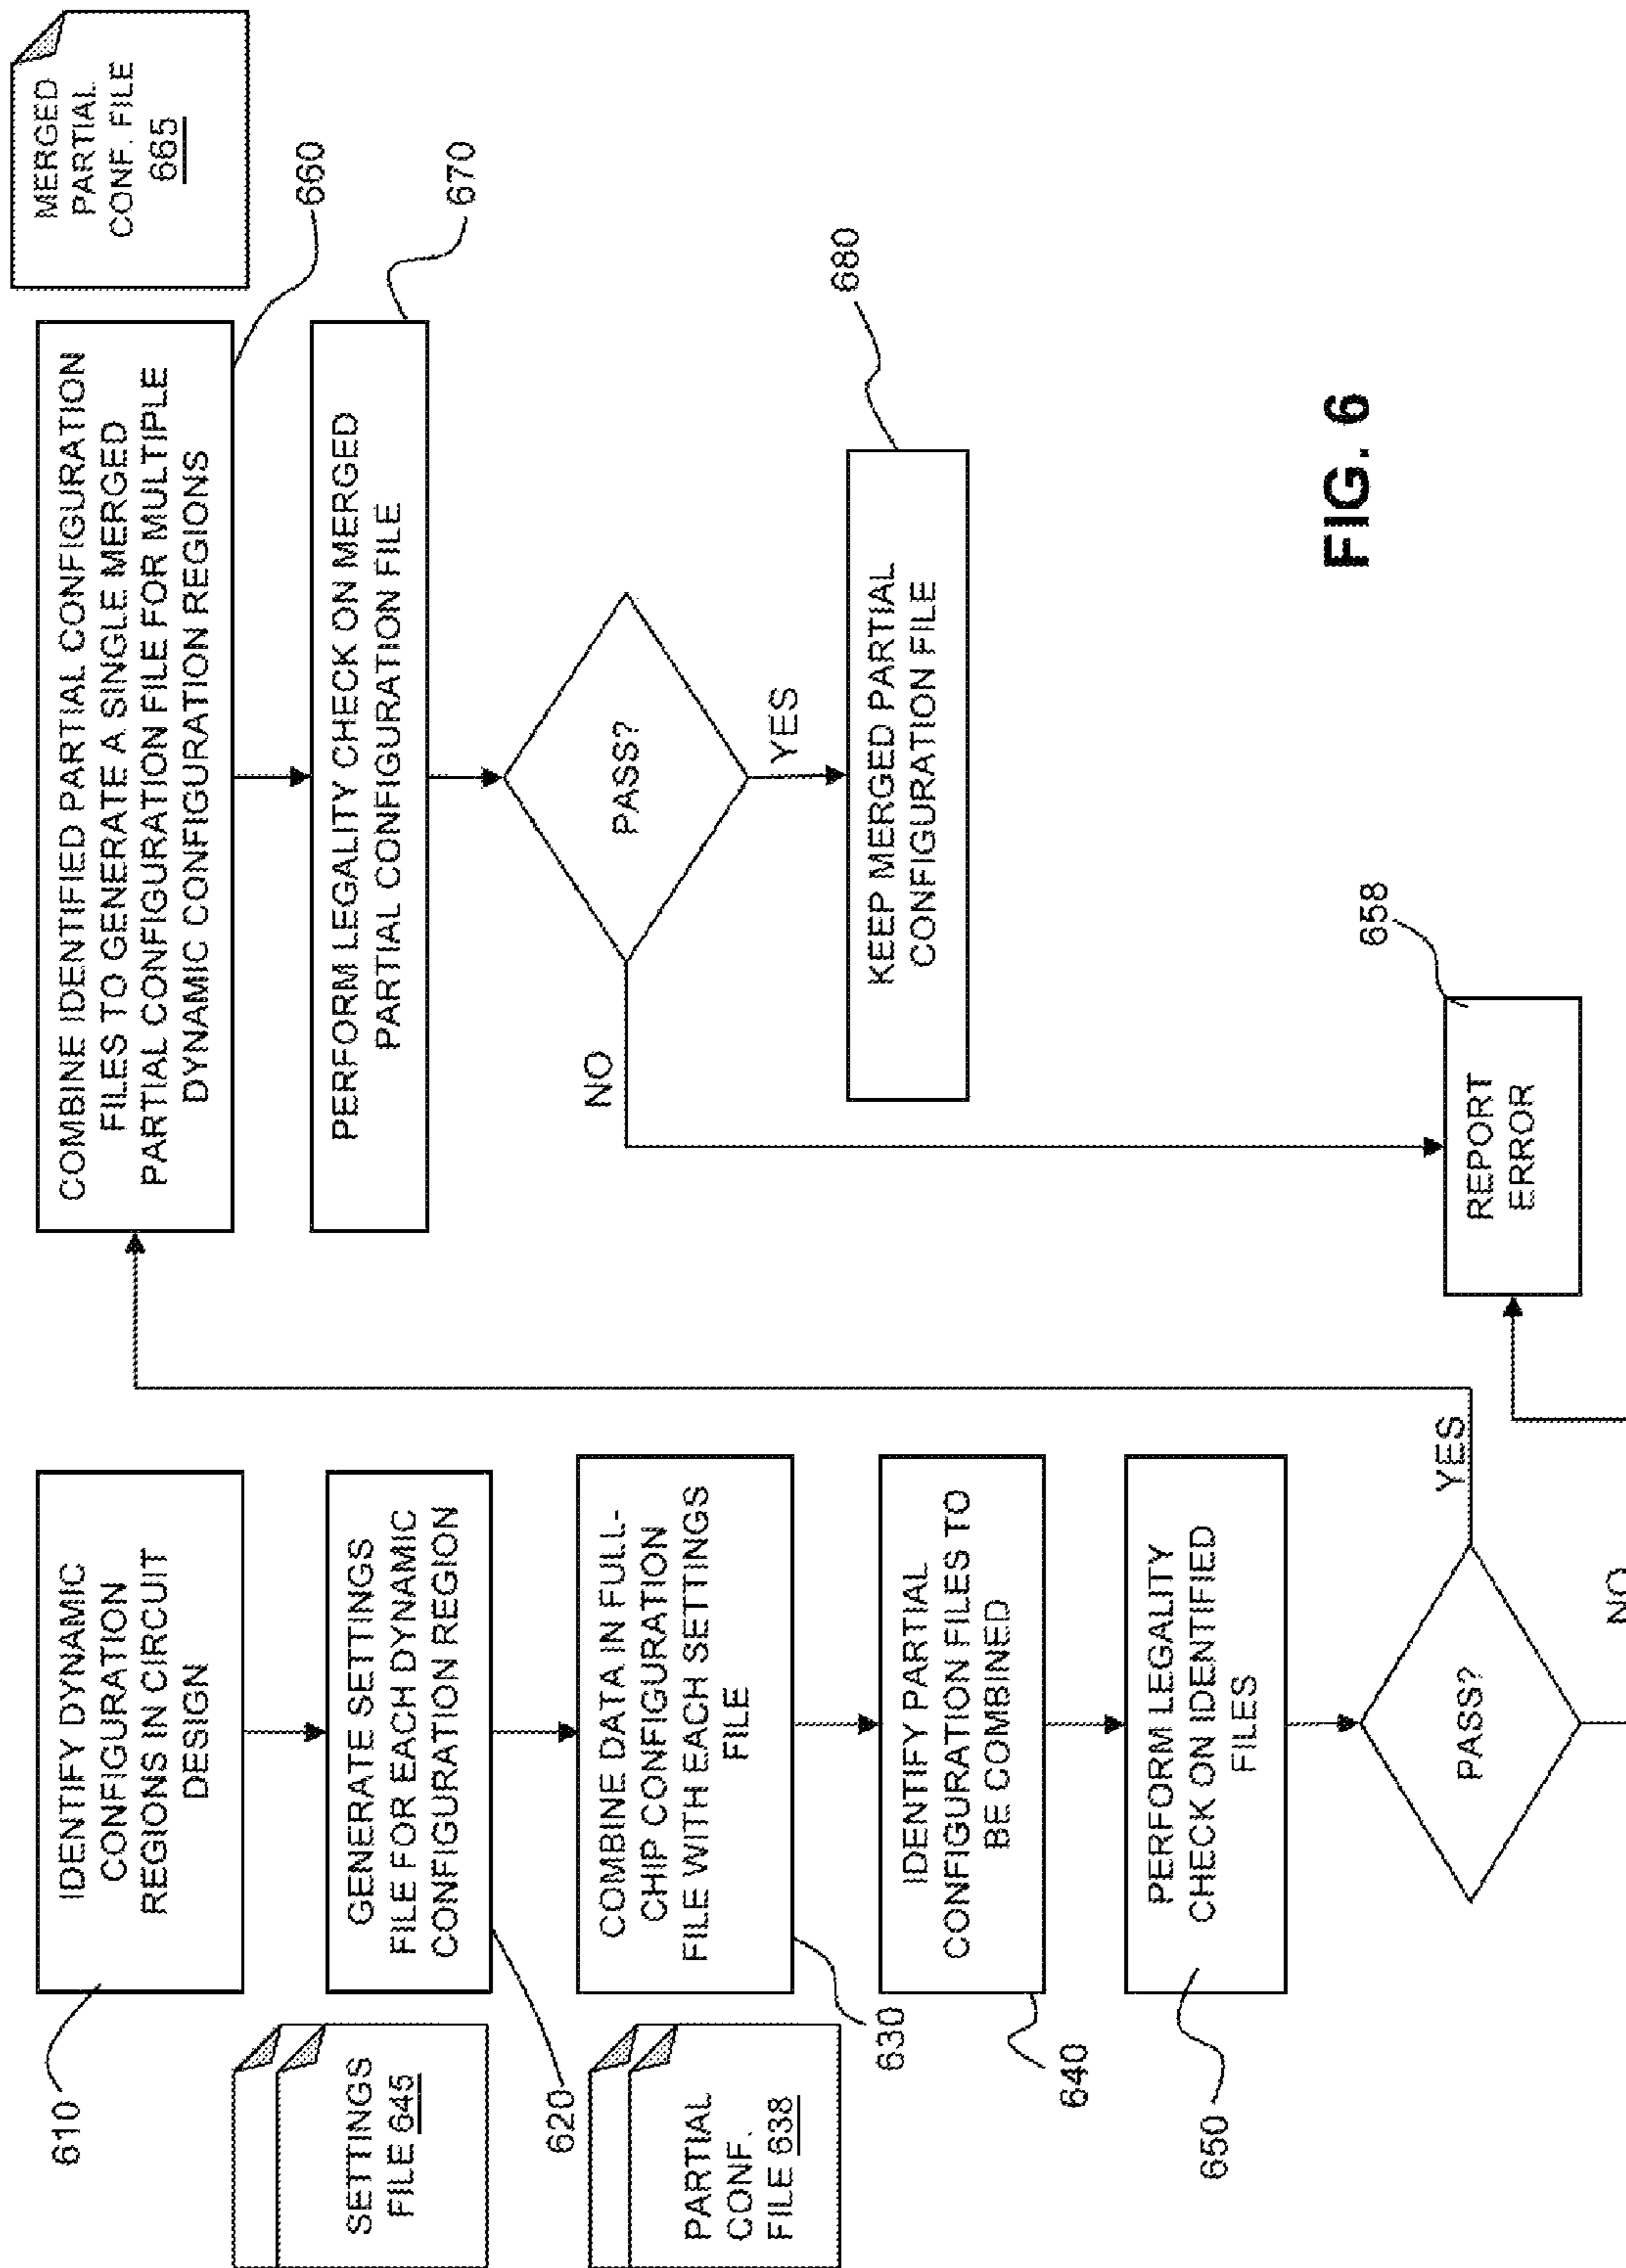 610
IDENTIFY DYNAMIC
CONFIGURATION
REGIONS IN CIRCUIT
DESIGN
SETTINGS
FILE 645
GENERATE SETTINGS
FILE FOR EACH DYNAMIC
CONFIGURATION REGION
620
PARTIAL
CONF.
FILE 638
COMBINE DATA IN FULL-
CHIP CONFIGURATION
FILE WITH EACH SETTINGS
FILE
630
IDENTIFY PARTIAL
CONFIGURATION FILES TO
BE COMBINED
640
PERFORM LEGALITY
CHECK ON IDENTIFIED
FILES
650
PASS?
YES
NO
MERGED
PARTIAL
CONF. FILE
665
COMBINE IDENTIFIED PARTIAL CONFIGURATION
FILES TO GENERATE A SINGLE MERGED
PARTIAL CONFIGURATION FILE FOR MULTIPLE
DYNAMIC CONFIGURATION REGIONS
660
PERFORM LEGALITY CHECK ON MERGED
PARTIAL CONFIGURATION FILE
670
PASS?
NO
YES
KEEP MERGED PARTIAL
CONFIGURATION FILE
680
658
REPORT
ERROR
FIG. 6